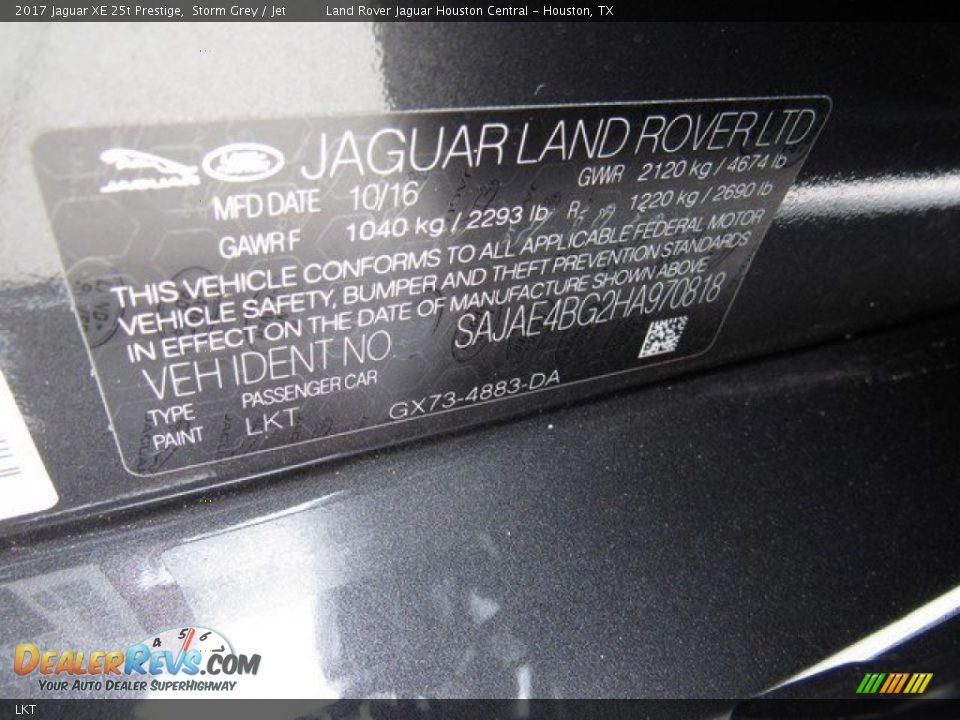 2017 Jaguar XE 25t Prestige, Storm Grey / Jet Land Rover Jaguar Houston Central - Houston, TX
JAGUAR LAND ROVER LTD
MFD DATE 10/16 GWR 2120 kg / 4674 lb
GAWR F 1040 kg / 2293 lb R 1220 kg / 2690 lb
THIS VEHICLE CONFORMS TO ALL APPLICABLE FEDERAL MOTOR
VEHICLE SAFETY, BUMPER AND THEFT PREVENTION STANDARDS
IN EFFECT ON THE DATE OF MANUFACTURE SHOWN ABOVE
VEH IDENT NO SAJAE4BG2HA970818
TYPE PASSENGER CAR
PAINT LKT GX73-4883-DA
4 5 6
DEALERREVS.COM
YOUR AUTO DEALER SUPERHIGHWAY
LKT